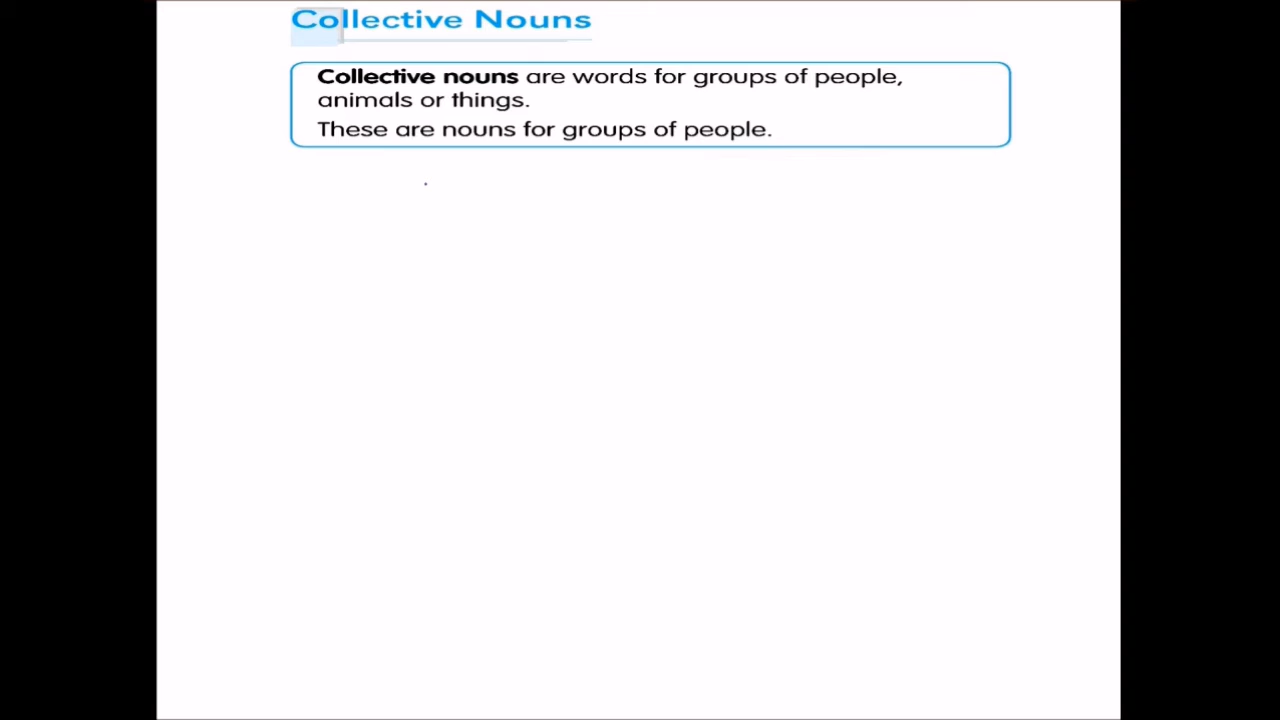 Collective Nouns
Collective nouns are words for groups of people,
animals or things.
These are nouns for groups of people.